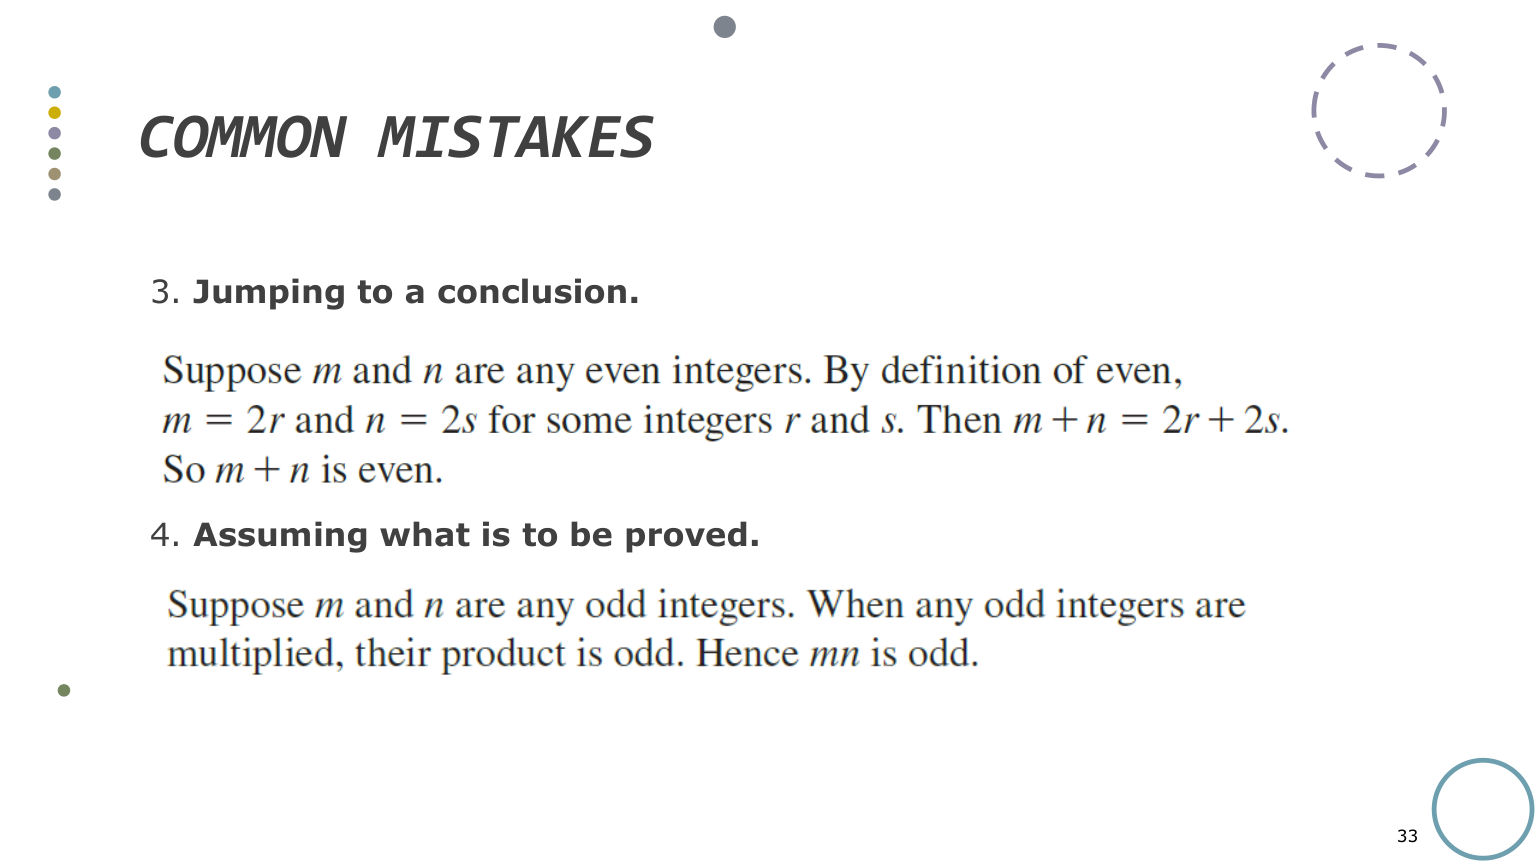 COMMON MISTAKES
3. Jumping to a conclusion.
Suppose m and n are any even integers. By definition of even,
m = 2r and n = 2s for some integers r and s. Then m + n = 2r + 2s.
So m + n is even.
4. Assuming what is to be proved.
Suppose m and n are any odd integers. When any odd integers are
multiplied, their product is odd. Hence mn is odd.
33